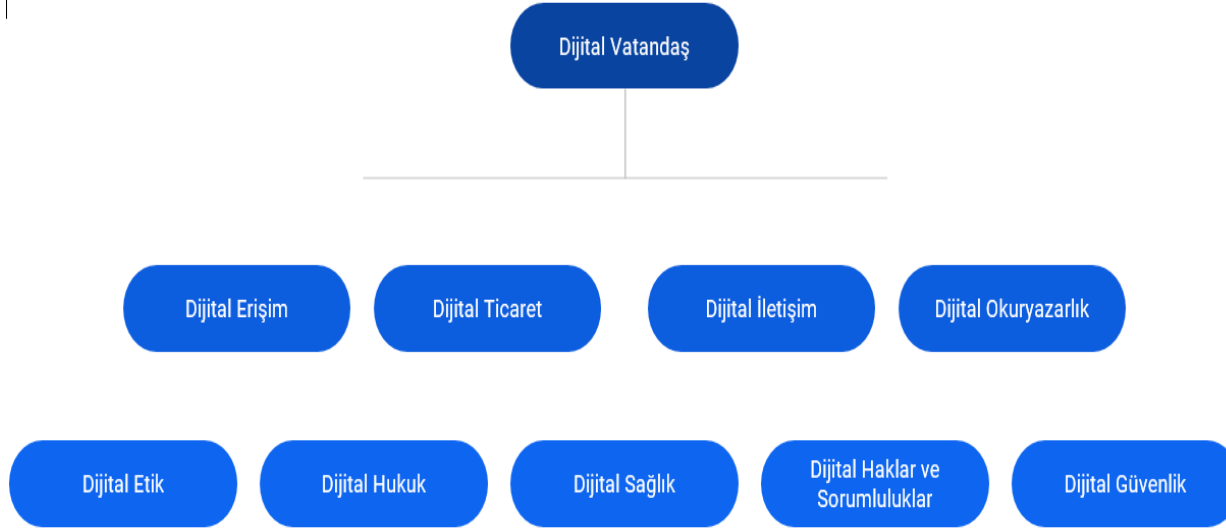 Dijital Vatandaş
Dijital Erişim
Dijital Ticaret
Dijital İletişim
Dijital Okuryazarlık
Dijital Etik
Dijital Hukuk
Dijital Sağlık
Dijital Haklar ve
Sorumluluklar
Dijital Güvenlik